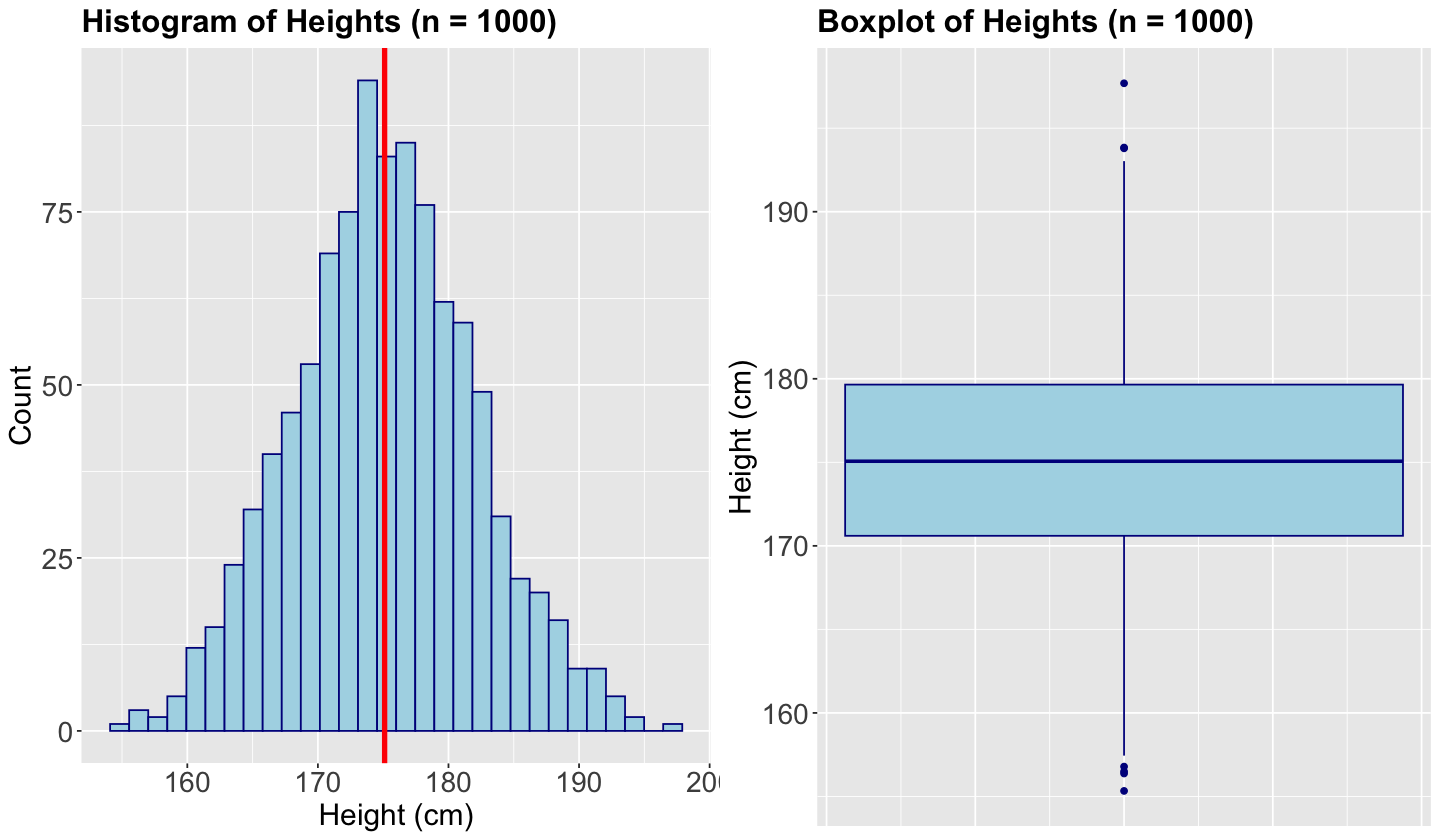 Histogram of Heights (n = 1000)
75
50
25
0
Count
160 170 180 190 20
Height (cm)
Boxplot of Heights (n = 1000)
190
180
170
160
Height (cm)